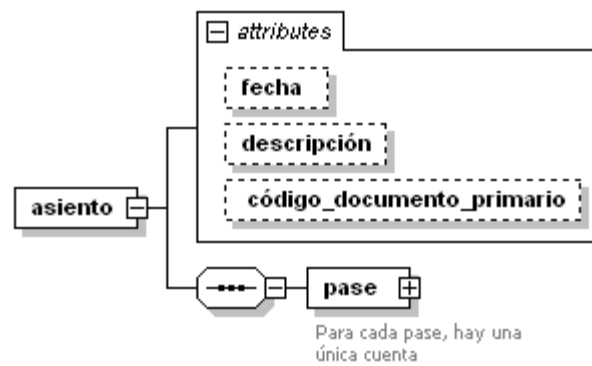 attributes
fecha
descripción
código_documento_primario
asiento
pase
Para cada pase, hay una
única cuenta